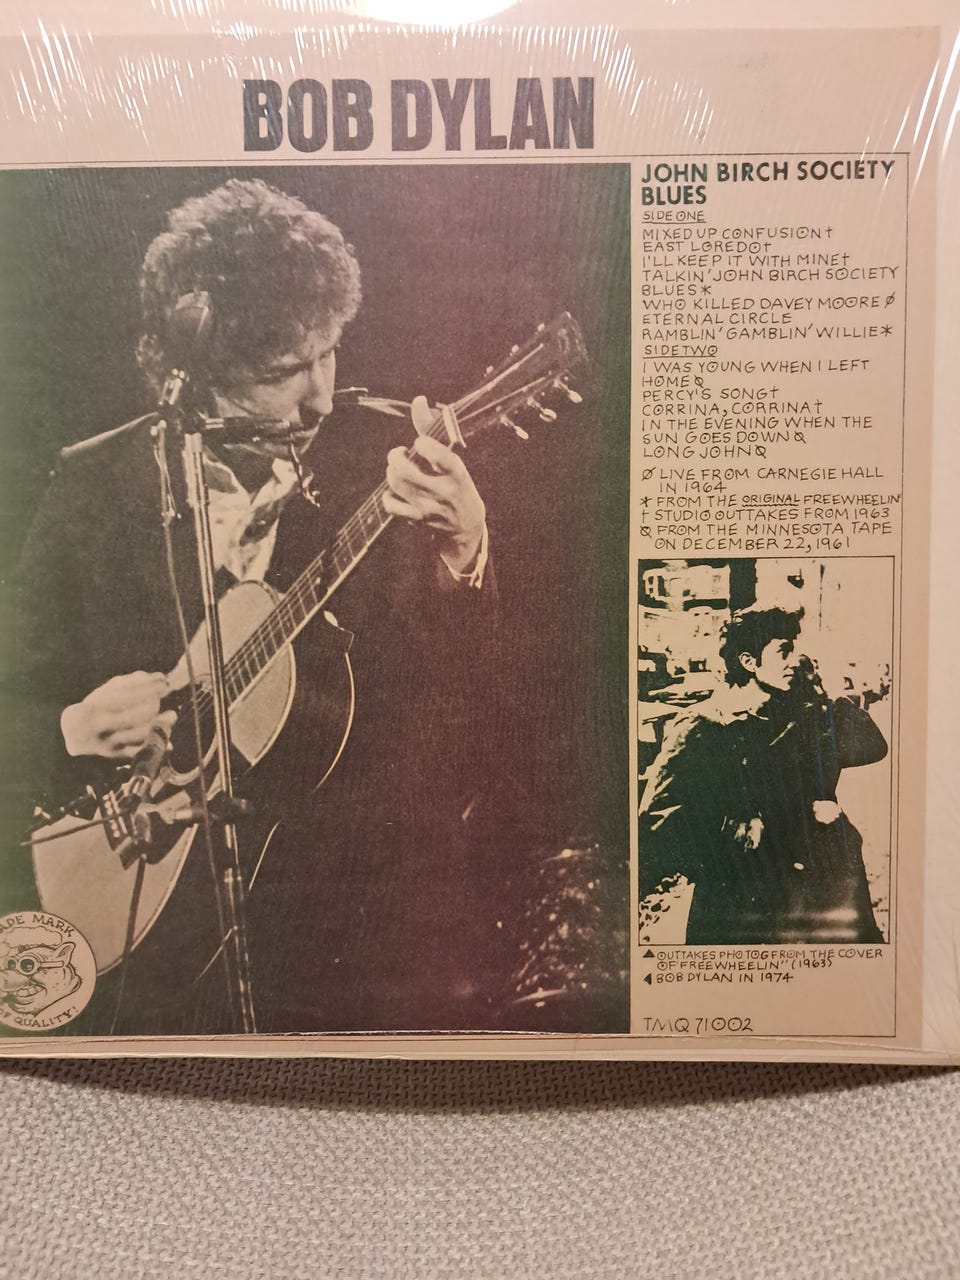 BOB DYLAN
JOHN BIRCH SOCIETY
BLUES
SIDE ONE
MIXED UP CONFUSION†
EAST LOREDO†
I'LL KEEP IT WITH MINE†
TALKIN' JOHN BIRCH SOCIETY
BLUES*
WHO KILLED DAVEY MOORE Ø
ETERNAL CIRCLE
RAMBLIN' GAMBLIN' WILLIE*
SIDE TWO
I WAS YOUNG WHEN I LEFT
HOME Q
PERCY'S SONG†
CORRINA, CORRINA†
IN THE EVENING WHEN THE
SUN GOES DOWN Q
LONG JOHN Q
Ø LIVE FROM CARNEGIE HALL
IN 1964
* FROM THE ORIGINAL FREEWHEELIN'
† STUDIO OUTTAKES FROM 1963
Q FROM THE MINNESOTA TAPE
ON DECEMBER 22, 1961
▲ OUTTAKES PHOTOG FROM THE COVER
OF "FREEWHEELIN'" (1963)
◀ BOB DYLAN IN 1974
TMQ 71002
ADE MARK
OF QUALITY!